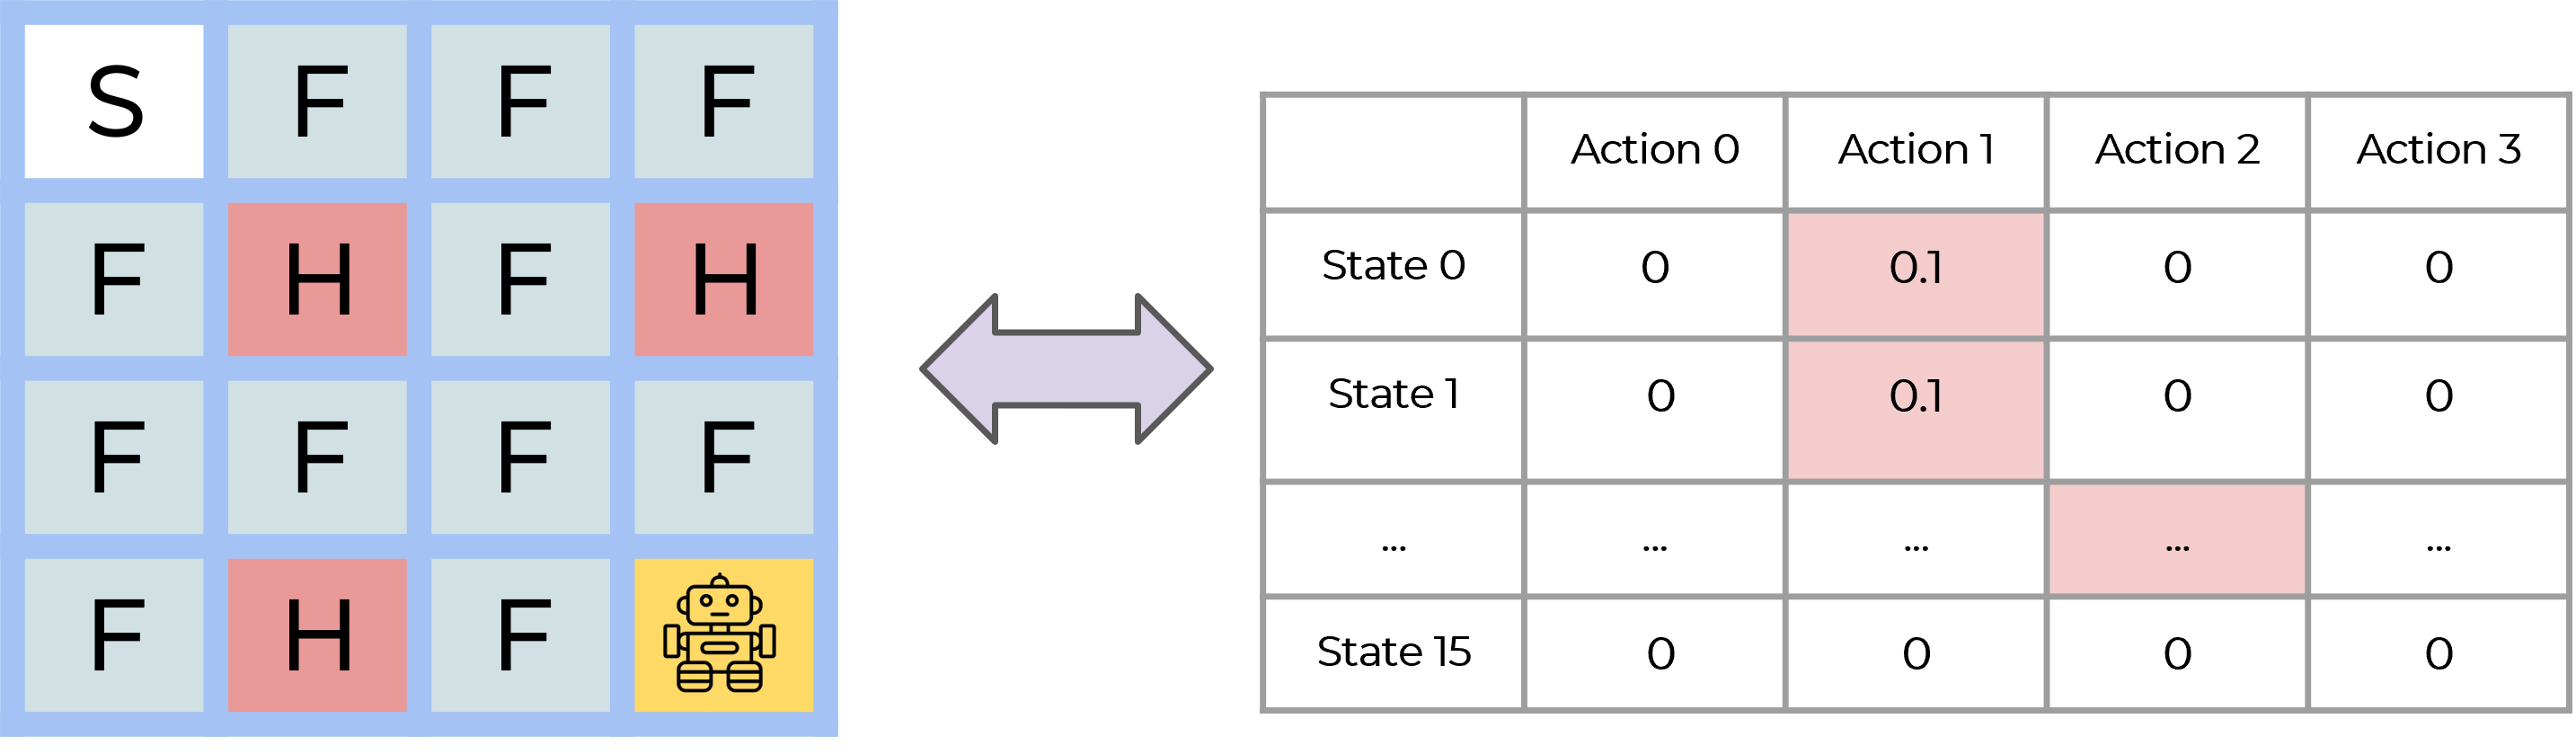 S F F F
F H F H
F F F F
F H F
Action 0 Action 1 Action 2 Action 3
State 0 0 0.1 0 0
State 1 0 0.1 0 0
... ... ... ... ...
State 15 0 0 0 0